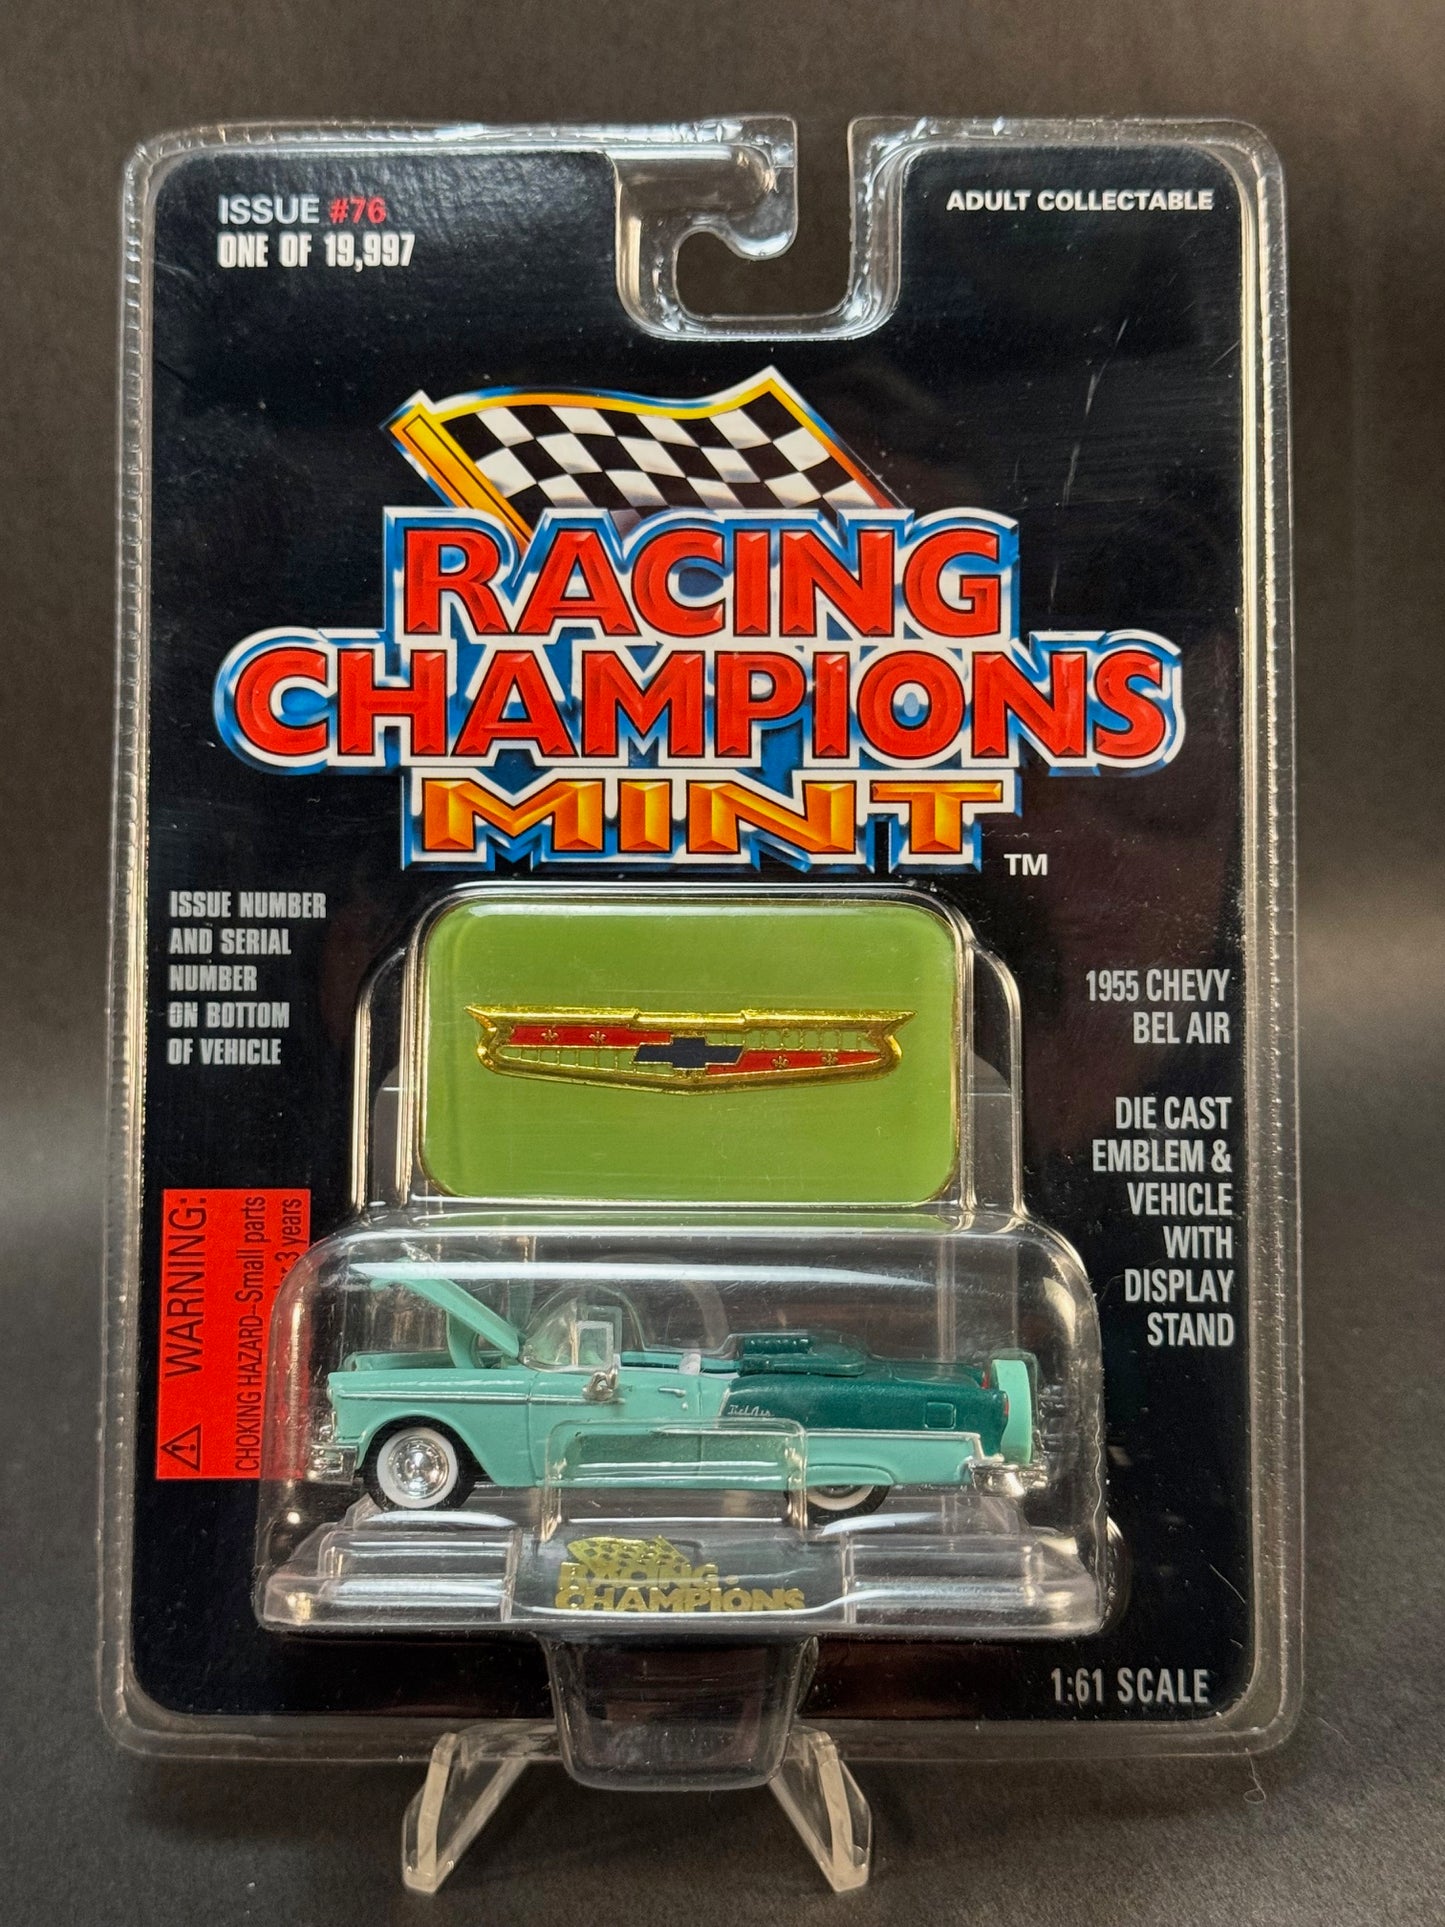 ISSUE #76
ONE OF 19,997
ADULT COLLECTABLE
RACING
CHAMPIONS
MINT
TM
ISSUE NUMBER
AND SERIAL
NUMBER
ON BOTTOM
OF VEHICLE
1955 CHEVY
BEL AIR
DIE CAST
EMBLEM &
VEHICLE
WITH
DISPLAY
STAND
WARNING:
CHOKING HAZARD-Small parts
3 years
Bel Air
RACING
CHAMPIONS
1:61 SCALE